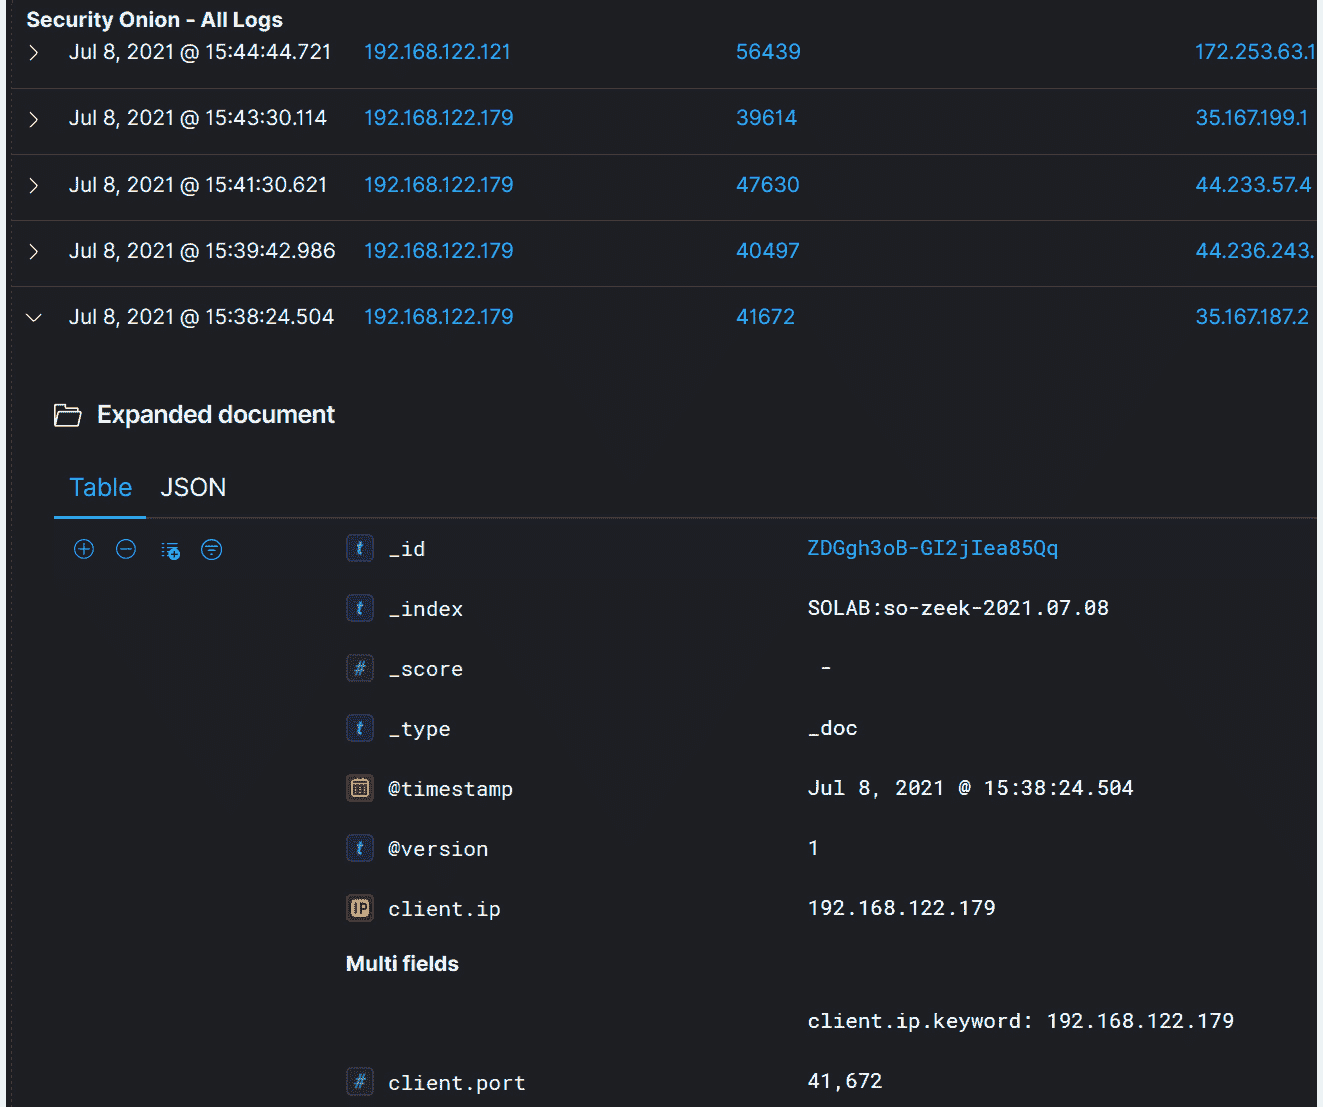 Security Onion - All Logs
Jul 8, 2021 @ 15:44:44.721 192.168.122.121 56439 172.253.63.1
Jul 8, 2021 @ 15:43:30.114 192.168.122.179 39614 35.167.199.1
Jul 8, 2021 @ 15:41:30.621 192.168.122.179 47630 44.233.57.4
Jul 8, 2021 @ 15:39:42.986 192.168.122.179 40497 44.236.243.
Jul 8, 2021 @ 15:38:24.504 192.168.122.179 41672 35.167.187.2
Expanded document
Table JSON
t _id ZDGgh3oB-GI2jIea85Qq
t _index SOLAB:so-zeek-2021.07.08
# _score -
t _type _doc
@timestamp Jul 8, 2021 @ 15:38:24.504
t @version 1
IP client.ip 192.168.122.179
Multi fields
client.ip.keyword: 192.168.122.179
# client.port 41,672